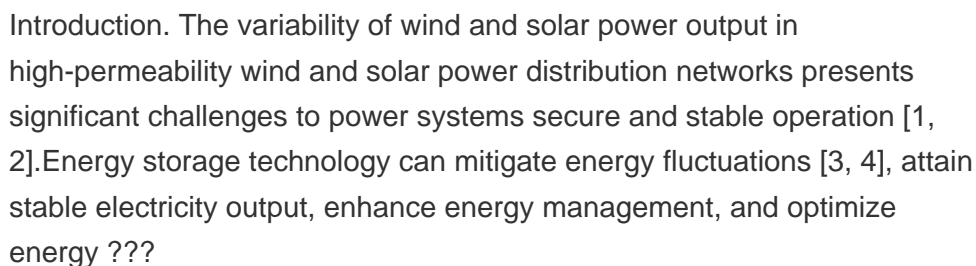 Introduction. The variability of wind and solar power output in
high-permeability wind and solar power distribution networks presents
significant challenges to power systems secure and stable operation [1,
2].Energy storage technology can mitigate energy fluctuations [3, 4], attain
stable electricity output, enhance energy management, and optimize
energy ???